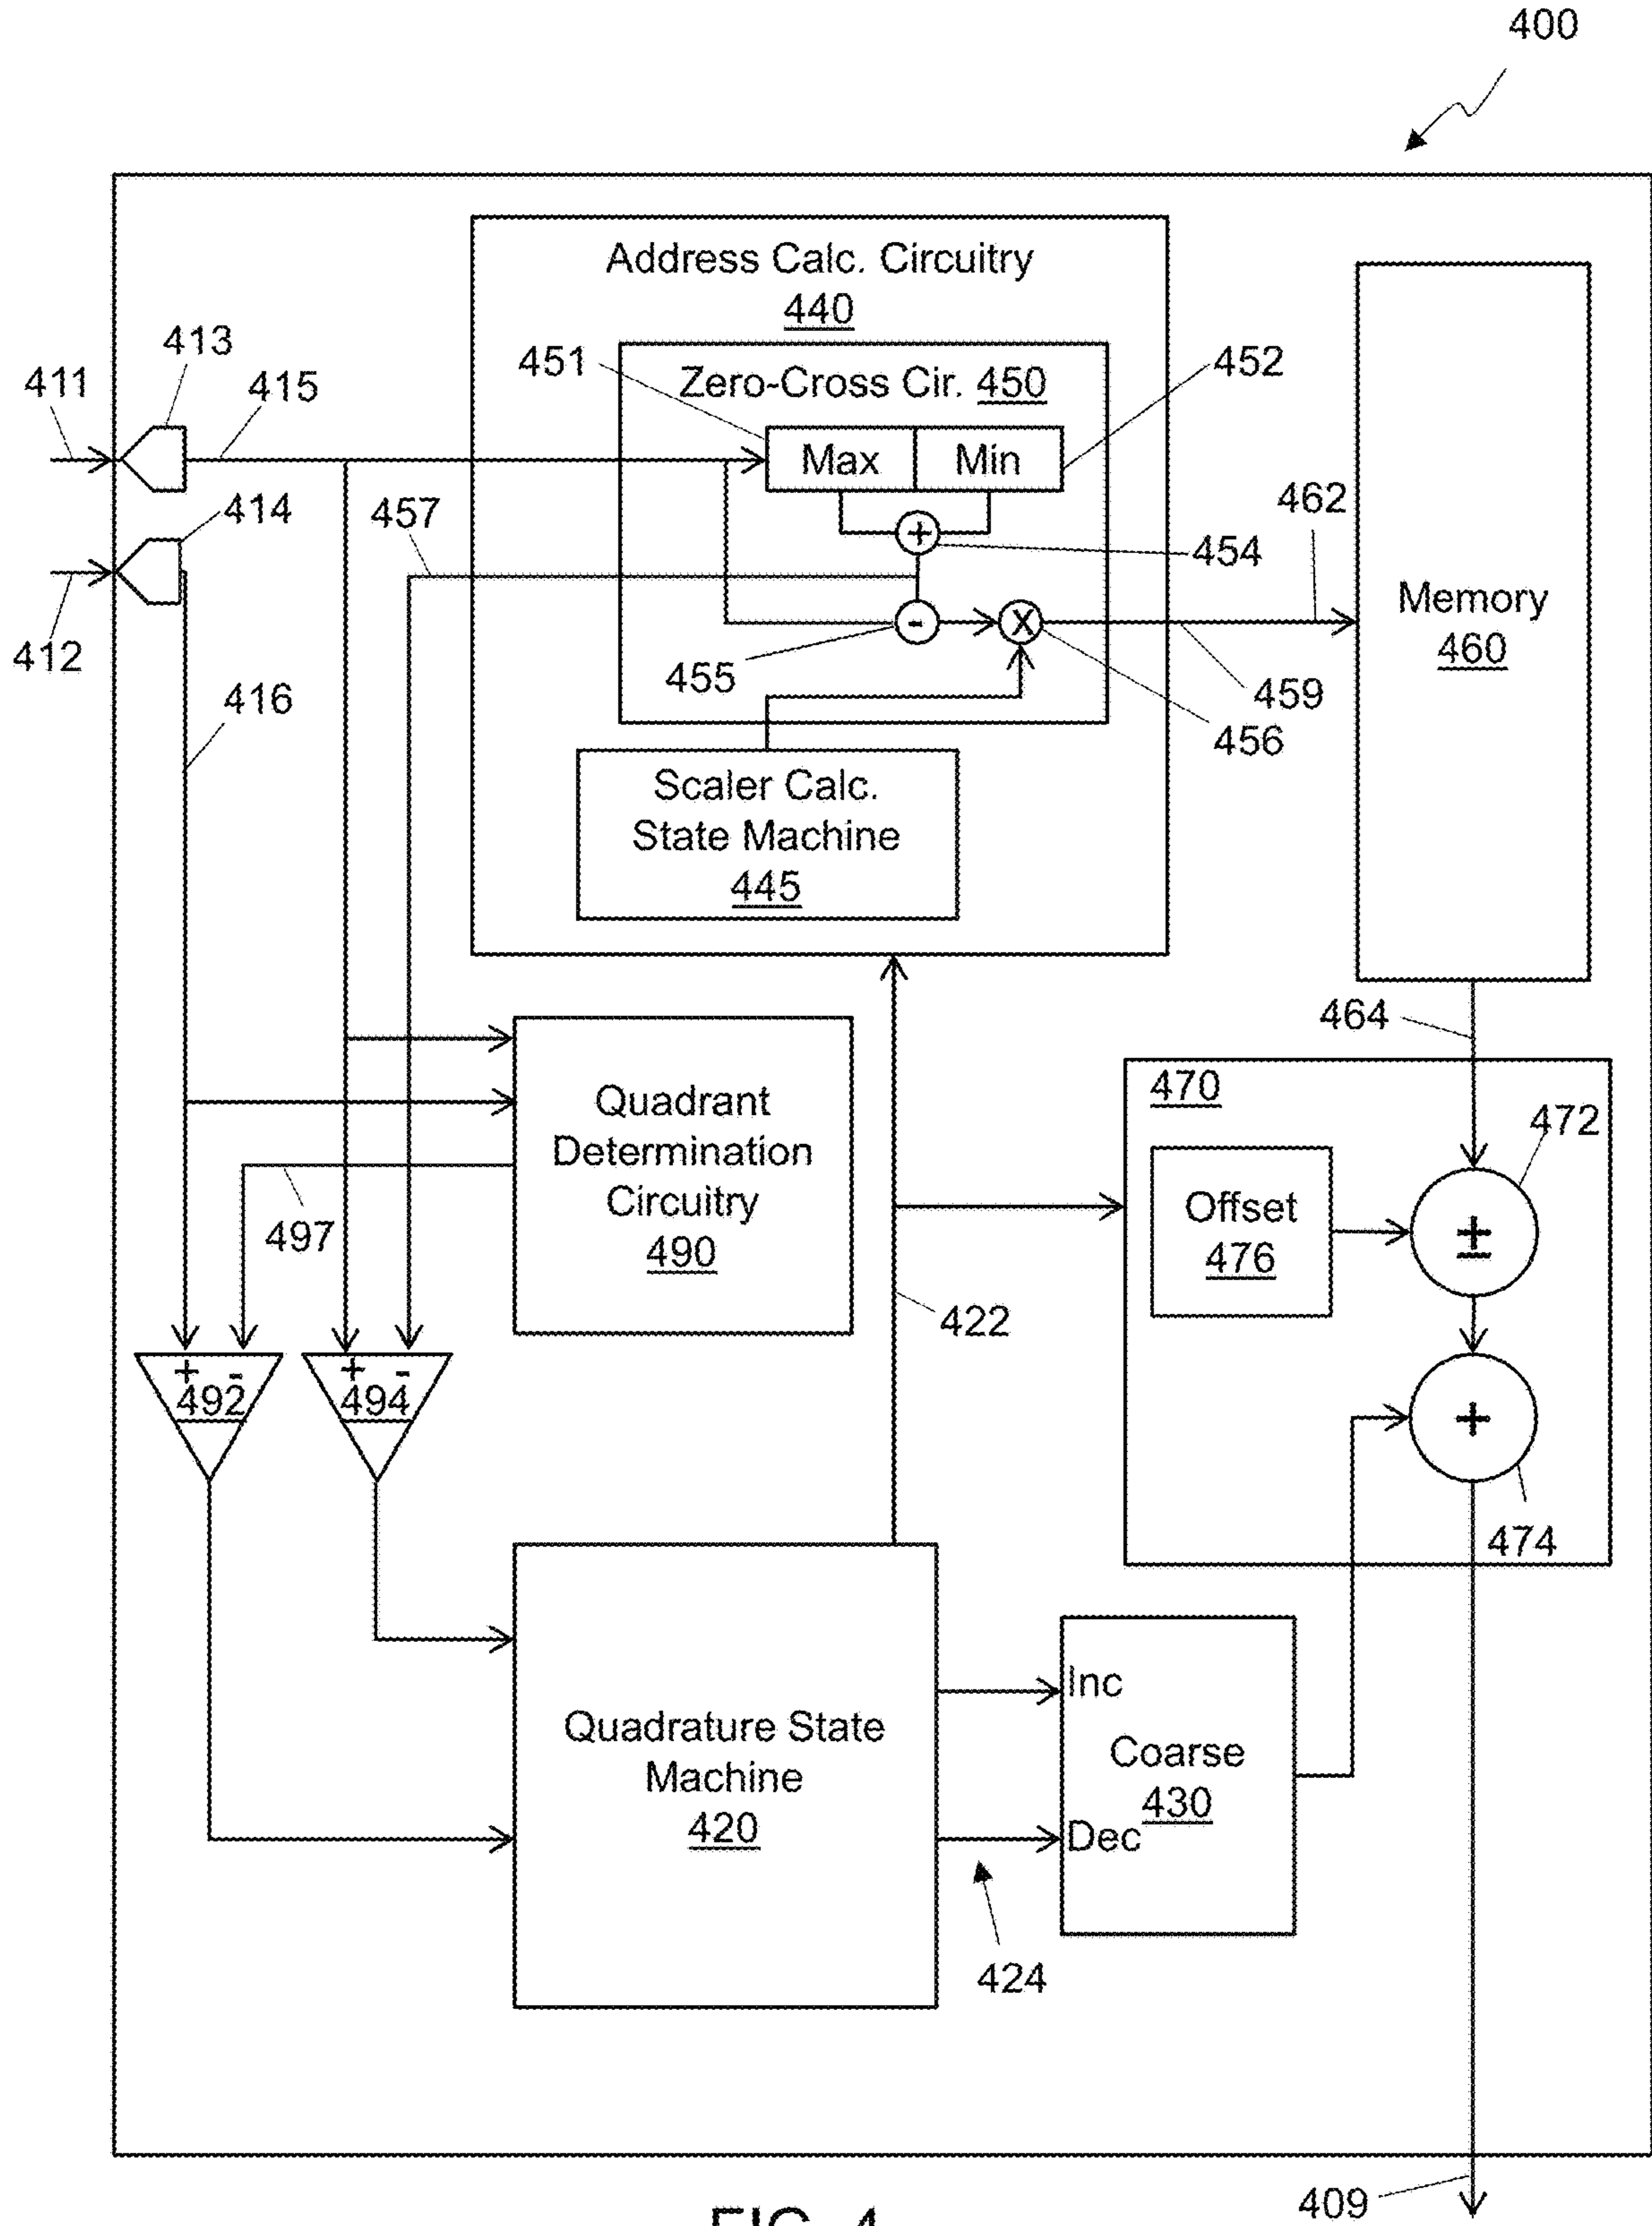 400
Address Calc. Circuitry
440
413
451
Zero-Cross Cir. 450
452
411
415
Max
Min
414
457
462
+
454
Memory
460
412
-
X
455
459
416
456
Scaler Calc.
State Machine
445
464
470
Quadrant
Determination
Circuitry
490
472
Offset
476
±
497
422
+ -
492
+ -
494
+
474
Inc
Quadrature State
Machine
420
Coarse
430
Dec
424
409
FIG. 4